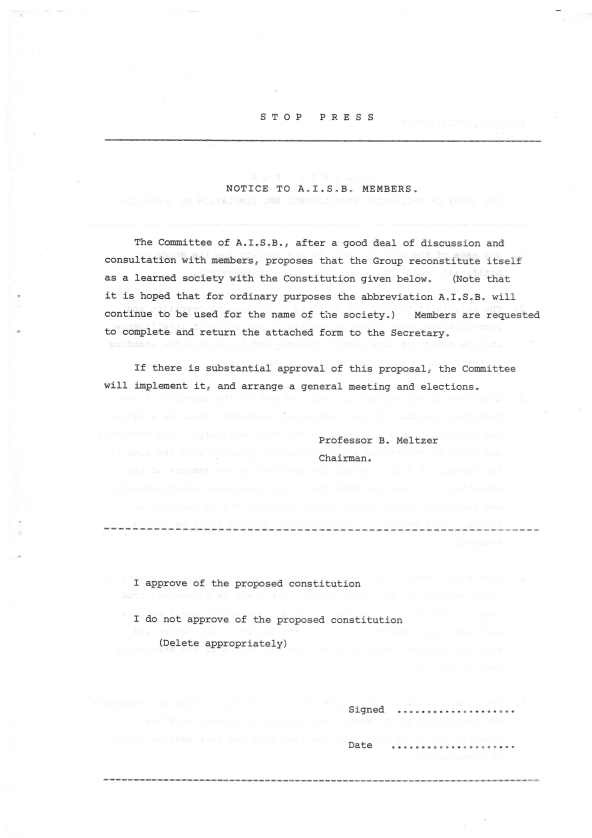 STOP PRESS
NOTICE TO A.I.S.B. MEMBERS.
The Committee of A.I.S.B., after a good deal of discussion and
consultation with members, proposes that the Group reconstitute itself
as a learned society with the Constitution given below. (Note that
it is hoped that for ordinary purposes the abbreviation A.I.S.B. will
continue to be used for the name of the society.) Members are requested
to complete and return the attached form to the Secretary.
If there is substantial approval of this proposal, the Committee
will implement it, and arrange a general meeting and elections.
Professor B. Meltzer
Chairman.
I approve of the proposed constitution
I do not approve of the proposed constitution
(Delete appropriately)
Signed ....................
Date .....................